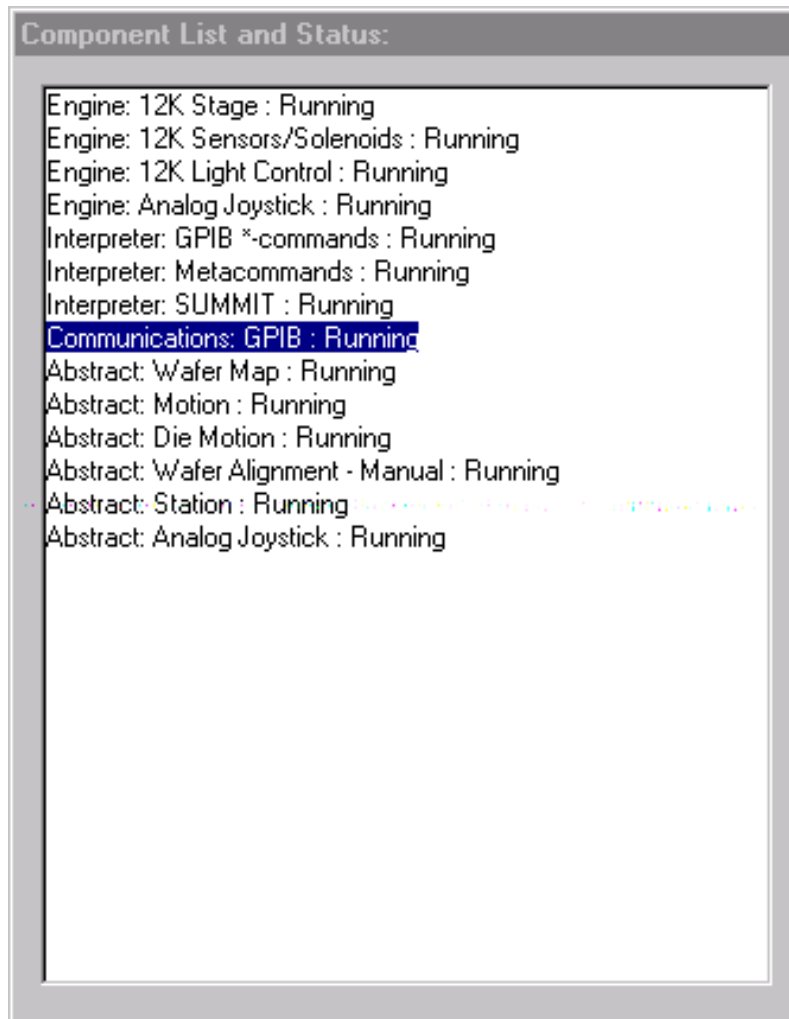 Component List and Status:
Engine: 12K Stage : Running
Engine: 12K Sensors/Solenoids : Running
Engine: 12K Light Control : Running
Engine: Analog Joystick : Running
Interpreter: GPIB *-commands : Running
Interpreter: Metacommands : Running
Interpreter: SUMMIT : Running
Communications: GPIB : Running
Abstract: Wafer Map : Running
Abstract: Motion : Running
Abstract: Die Motion : Running
Abstract: Wafer Alignment - Manual : Running
Abstract: Station : Running
Abstract: Analog Joystick : Running